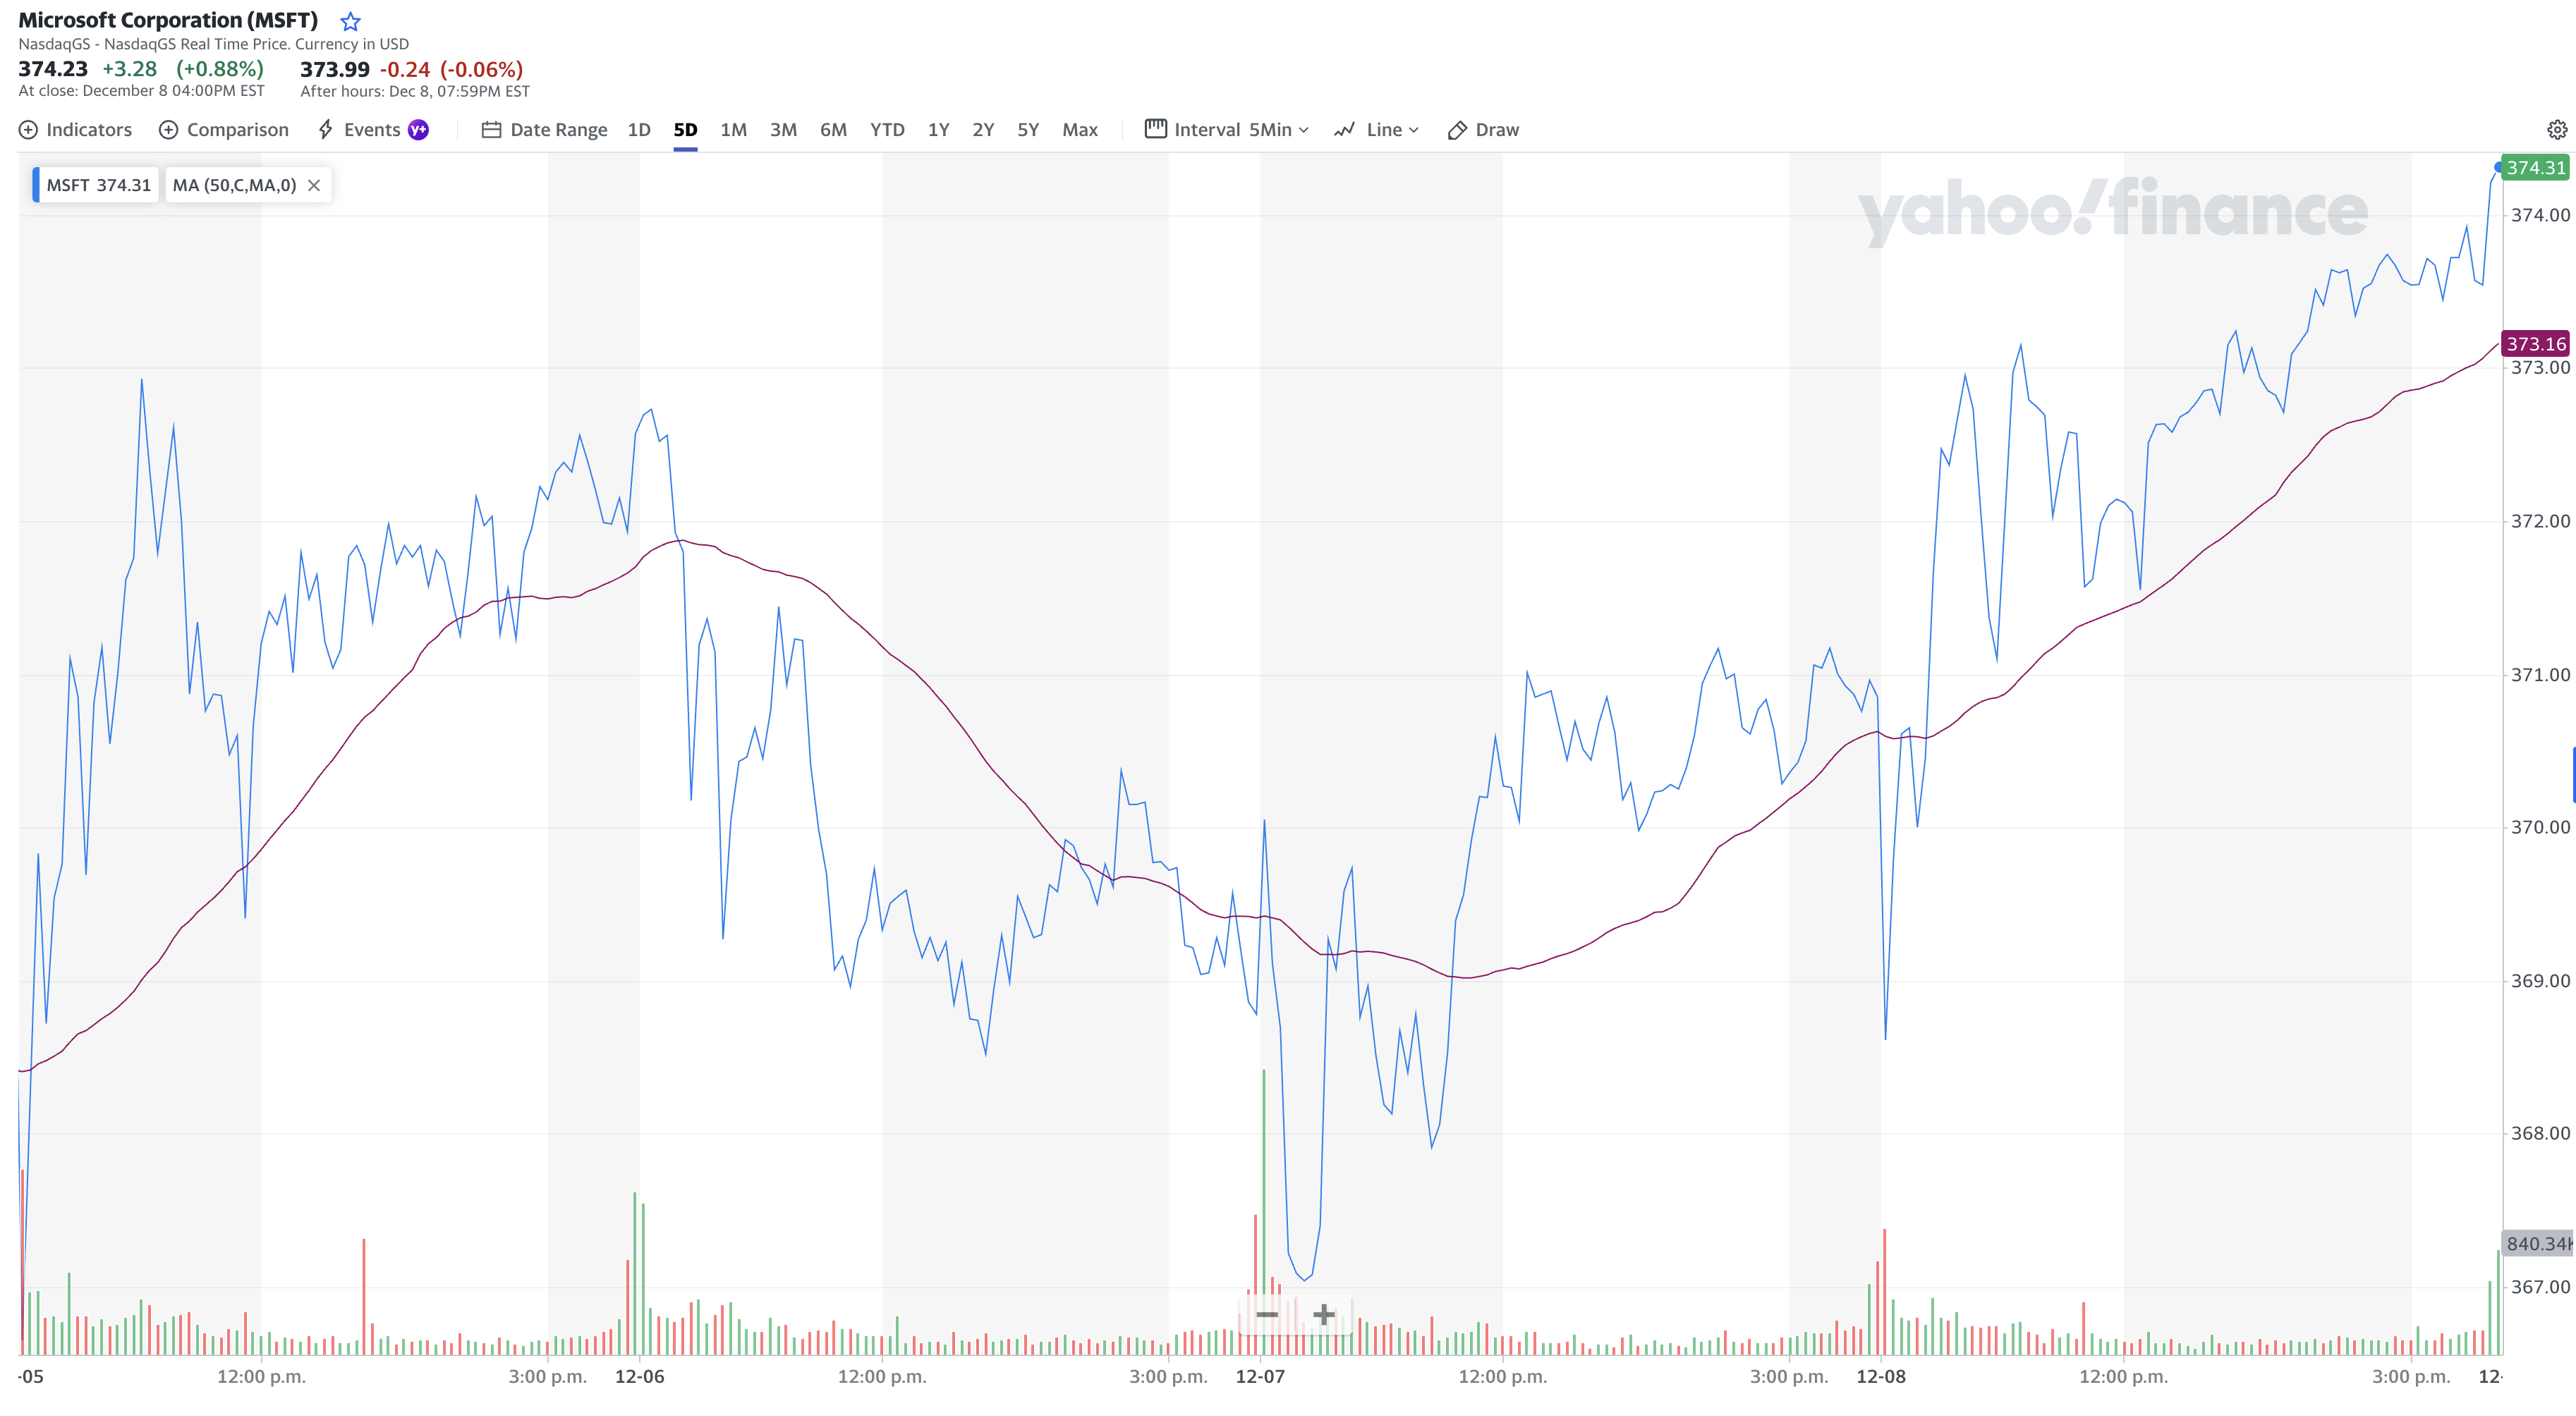 Microsoft Corporation (MSFT)
NasdaqGS - NasdaqGS Real Time Price. Currency in USD
374.23 +3.28 (+0.88%) 373.99 -0.24 (-0.06%)
At close: December 8 04:00PM EST After hours: Dec 8, 07:59PM EST
Indicators Comparison Events y+ Date Range 1D 5D 1M 3M 6M YTD 1Y 2Y 5Y Max Interval 5Min Line Draw
MSFT 374.31 MA (50,C,MA,0)
yahoo!finance
374.31
374.00
373.16
373.00
372.00
371.00
370.00
369.00
368.00
840.34
367.00
-05 12:00 p.m. 3:00 p.m. 12-06 12:00 p.m. 3:00 p.m. 12-07 12:00 p.m. 3:00 p.m. 12-08 12:00 p.m. 3:00 p.m. 12-